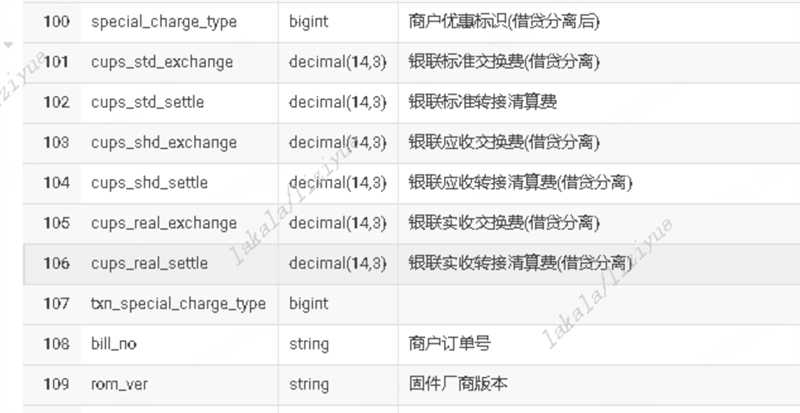 100 special_charge_type bigint 商户优惠标识(借贷分离后)
101 cups_std_exchange decimal(14,3) 银联标准交换费(借贷分离)
102 cups_std_settle decimal(14,3) 银联标准转接清算费
103 cups_shd_exchange decimal(14,3) 银联应收交换费(借贷分离)
104 cups_shd_settle decimal(14,3) 银联应收转接清算费(借贷分离)
105 cups_real_exchange decimal(14,3) 银联实收交换费(借贷分离)
106 cups_real_settle decimal(14,3) 银联实收转接清算费(借贷分离)
107 txn_special_charge_type bigint
108 bill_no string 商户订单号
109 rom_ver string 固件厂商版本
iziyue
lakala/liziyue
lakala/liziyue